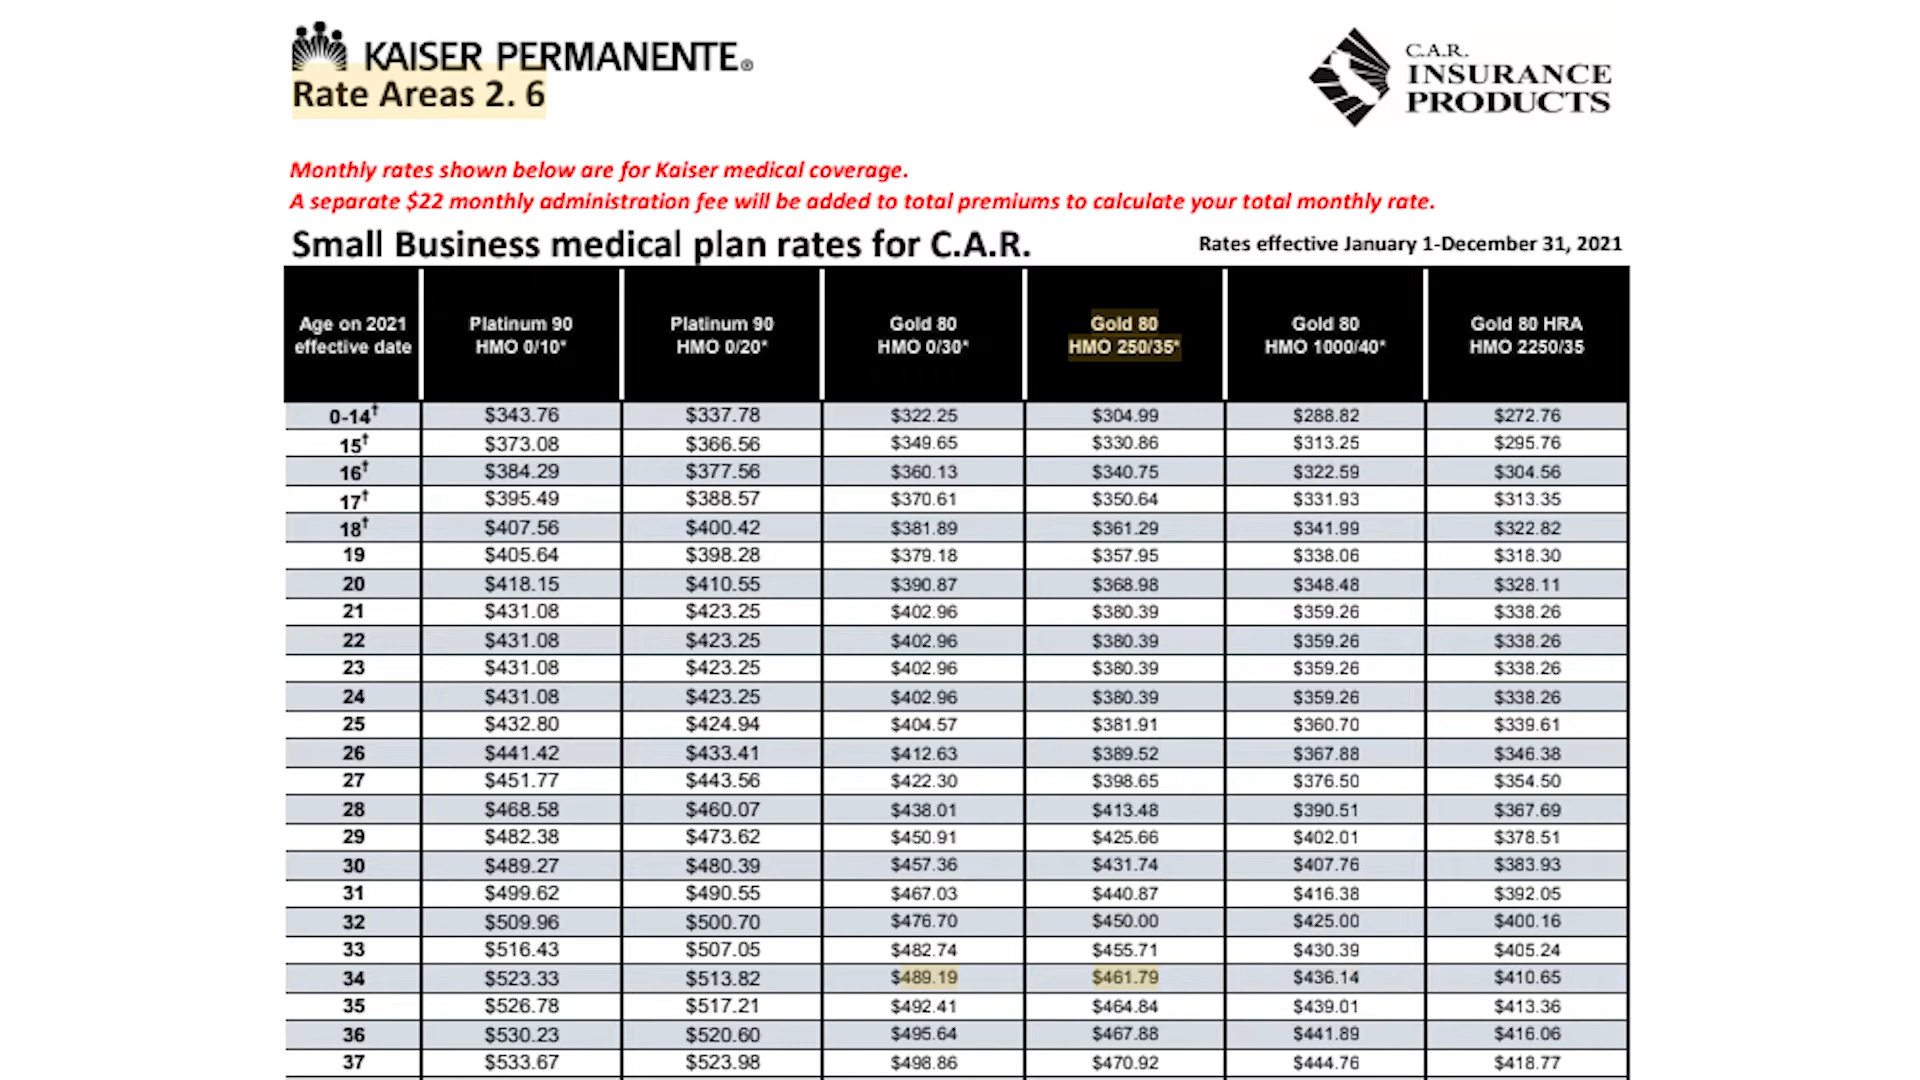 KAISER PERMANENTE®
Rate Areas 2. 6
C.A.R.
INSURANCE
PRODUCTS
Monthly rates shown below are for Kaiser medical coverage.
A separate $22 monthly administration fee will be added to total premiums to calculate your total monthly rate.
Small Business medical plan rates for C.A.R. Rates effective January 1-December 31, 2021
Age on 2021 Platinum 90 Platinum 90 Gold 80 Gold 80 Gold 80 Gold 80 HRA
effective date HMO 0/10* HMO 0/20* HMO 0/30* HMO 250/35* HMO 1000/40* HMO 2250/35
0-14† $343.76 $337.78 $322.25 $304.99 $288.82 $272.76
15† $373.08 $366.56 $349.65 $330.86 $313.25 $295.76
16† $384.29 $377.56 $360.13 $340.75 $322.59 $304.56
17† $395.49 $388.57 $370.61 $350.64 $331.93 $313.35
18† $407.56 $400.42 $381.89 $361.29 $341.99 $322.82
19 $405.64 $398.28 $379.18 $357.95 $338.06 $318.30
20 $418.15 $410.55 $390.87 $368.98 $348.48 $328.11
21 $431.08 $423.25 $402.96 $380.39 $359.26 $338.26
22 $431.08 $423.25 $402.96 $380.39 $359.26 $338.26
23 $431.08 $423.25 $402.96 $380.39 $359.26 $338.26
24 $431.08 $423.25 $402.96 $380.39 $359.26 $338.26
25 $432.80 $424.94 $404.57 $381.91 $360.70 $339.61
26 $441.42 $433.41 $412.63 $389.52 $367.88 $346.38
27 $451.77 $443.56 $422.30 $398.65 $376.50 $354.50
28 $468.58 $460.07 $438.01 $413.48 $390.51 $367.69
29 $482.38 $473.62 $450.91 $425.66 $402.01 $378.51
30 $489.27 $480.39 $457.36 $431.74 $407.76 $383.93
31 $499.62 $490.55 $467.03 $440.87 $416.38 $392.05
32 $509.96 $500.70 $476.70 $450.00 $425.00 $400.16
33 $516.43 $507.05 $482.74 $455.71 $430.39 $405.24
34 $523.33 $513.82 $489.19 $461.79 $436.14 $410.65
35 $526.78 $517.21 $492.41 $464.84 $439.01 $413.36
36 $530.23 $520.60 $495.64 $467.88 $441.89 $416.06
37 $533.67 $523.98 $498.86 $470.92 $444.76 $418.77